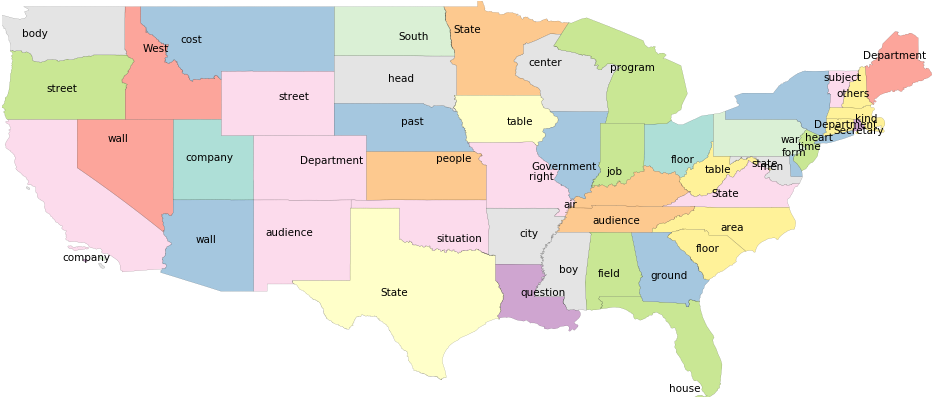 body
West
cost
South
State
center
program
Department
street
street
head
table
subject
others
kind
Department
Secretary
wall
company
Department
past
people
Government
right
job
floor
war
heart
form
time
table
state
men
State
air
company
wall
audience
situation
city
audience
area
floor
State
question
boy
field
ground
house